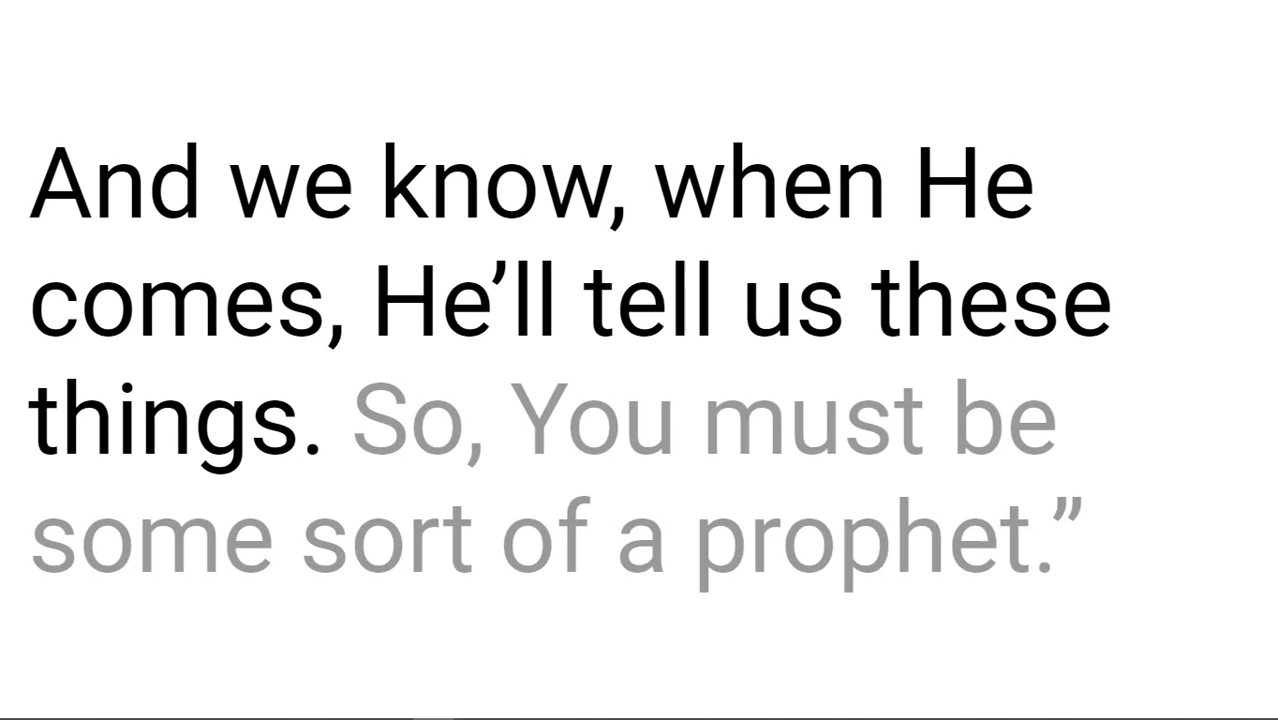 And we know, when He
comes, He’ll tell us these
things. So, You must be
some sort of a prophet.”